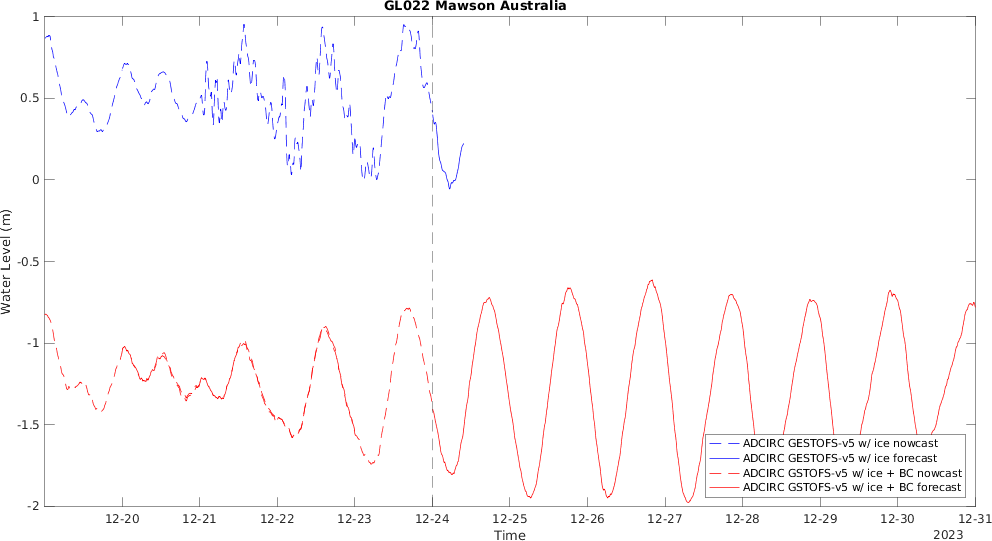 GL022 Mawson Australia
1
0.5
0
-0.5
-1
-1.5
-2
Water Level (m)
ADCIRC GESTOFS-v5 w/ ice nowcast
ADCIRC GESTOFS-v5 w/ ice forecast
ADCIRC GSTOFS-v5 w/ ice + BC nowcast
ADCIRC GSTOFS-v5 w/ ice + BC forecast
12-20 12-21 12-22 12-23 12-24 12-25 12-26 12-27 12-28 12-29 12-30 12-31
Time
2023